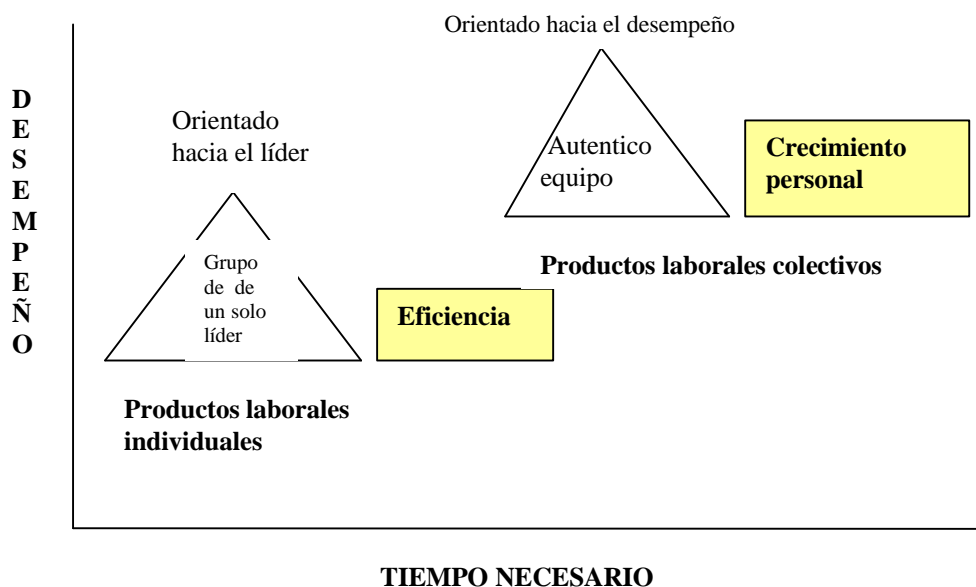 Orientado hacia el desempeño
D
E
S
E
M
P
E
Ñ
O
Orientado
hacia el líder
Autentico
equipo
Crecimiento
personal
Grupo
de de
un solo
líder
Productos laborales colectivos
Eficiencia
Productos laborales
individuales
TIEMPO NECESARIO